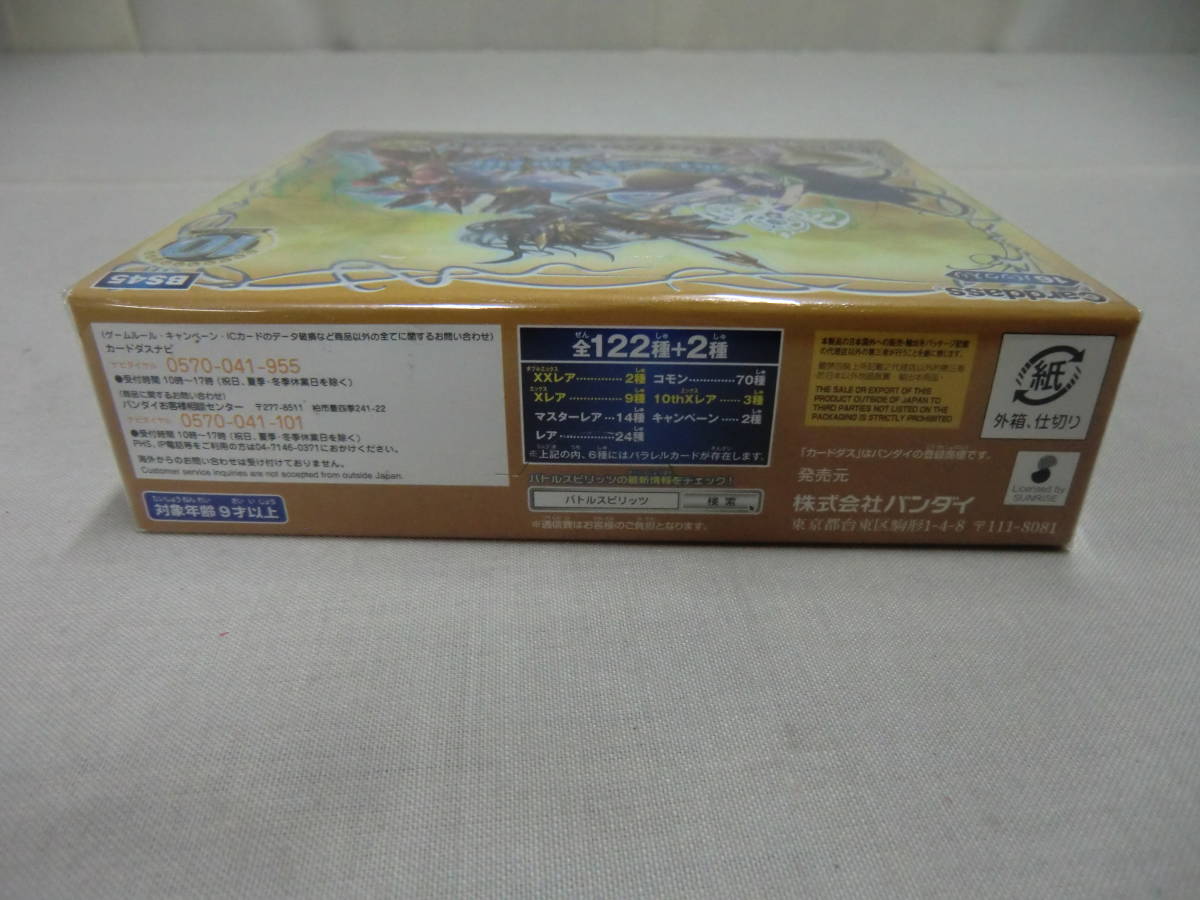 BS45
Carddass
(ゲームルール・キャンペーン・ICカードのデータ破損など商品以外の全てに関するお問い合わせ)
カードダスナビ
ナビダイヤル 0570-041-955
●受付時間 10時~17時(祝日、夏季・冬季休業日を除く)
(商品に関するお問い合わせ)
バンダイお客様相談センター 〒277-8511 柏市豊四季241-22
ナビダイヤル 0570-041-101
●受付時間 10時~17時(祝日、夏季・冬季休業日を除く)
PHS、IP電話等をご利用の方は04-7146-0371におかけください。
海外からのお問い合わせは受け付けておりません。
Customer service inquiries are not accepted from outside Japan.
対象年齢 9才以上
全122種+2種
XXレア……………2種
Xレア……………9種
マスターレア…14種
レア……………24種
コモン……………70種
10thXレア……3種
キャンペーン……2種
※上記の内、6種にはパラレルカードが存在します。
バトルスピリッツの最新情報をチェック!
バトルスピリッツ 検索
※通信費はお客様のご負担となります。
THE SALE OR EXPORT OF THIS
PRODUCT OUTSIDE OF JAPAN TO
THIRD PARTIES NOT LISTED ON THE
PACKAGING IS STRICTLY PROHIBITED
「カードダス」はバンダイの登録商標です。
発売元
株式会社バンダイ
東京都台東区駒形1-4-8 〒111-8081
紙
外箱、仕切り
Licensed by
SUNRISE